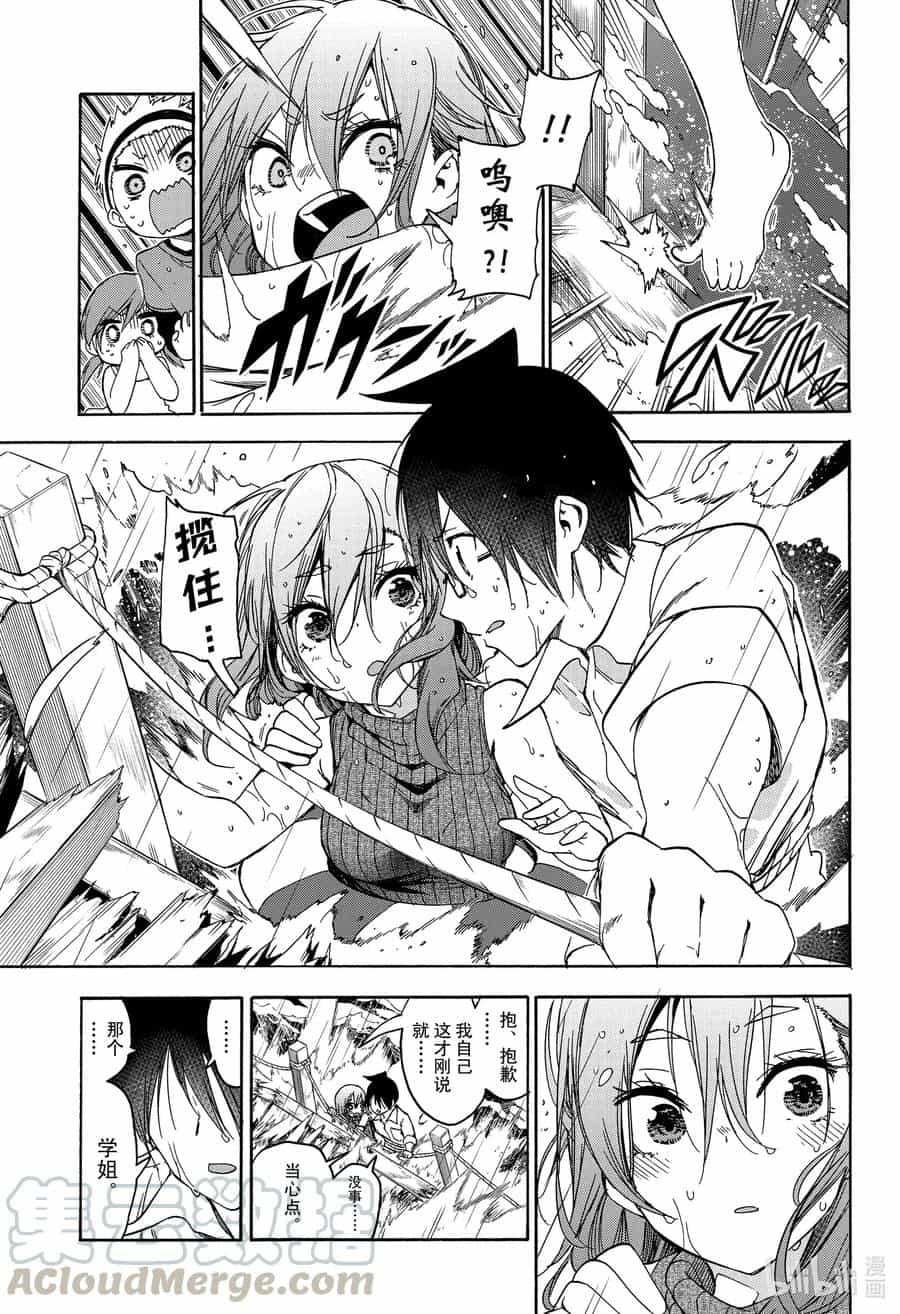 ズルッ
!!
呜噢
?!
ガクーン
揽住
…
抱、抱歉
……
我自己
这才刚说
就……
没事……
当心点。
……
……
那个
……
学姐。
集云数据
ACloudMerge.com
bilibili
漫画